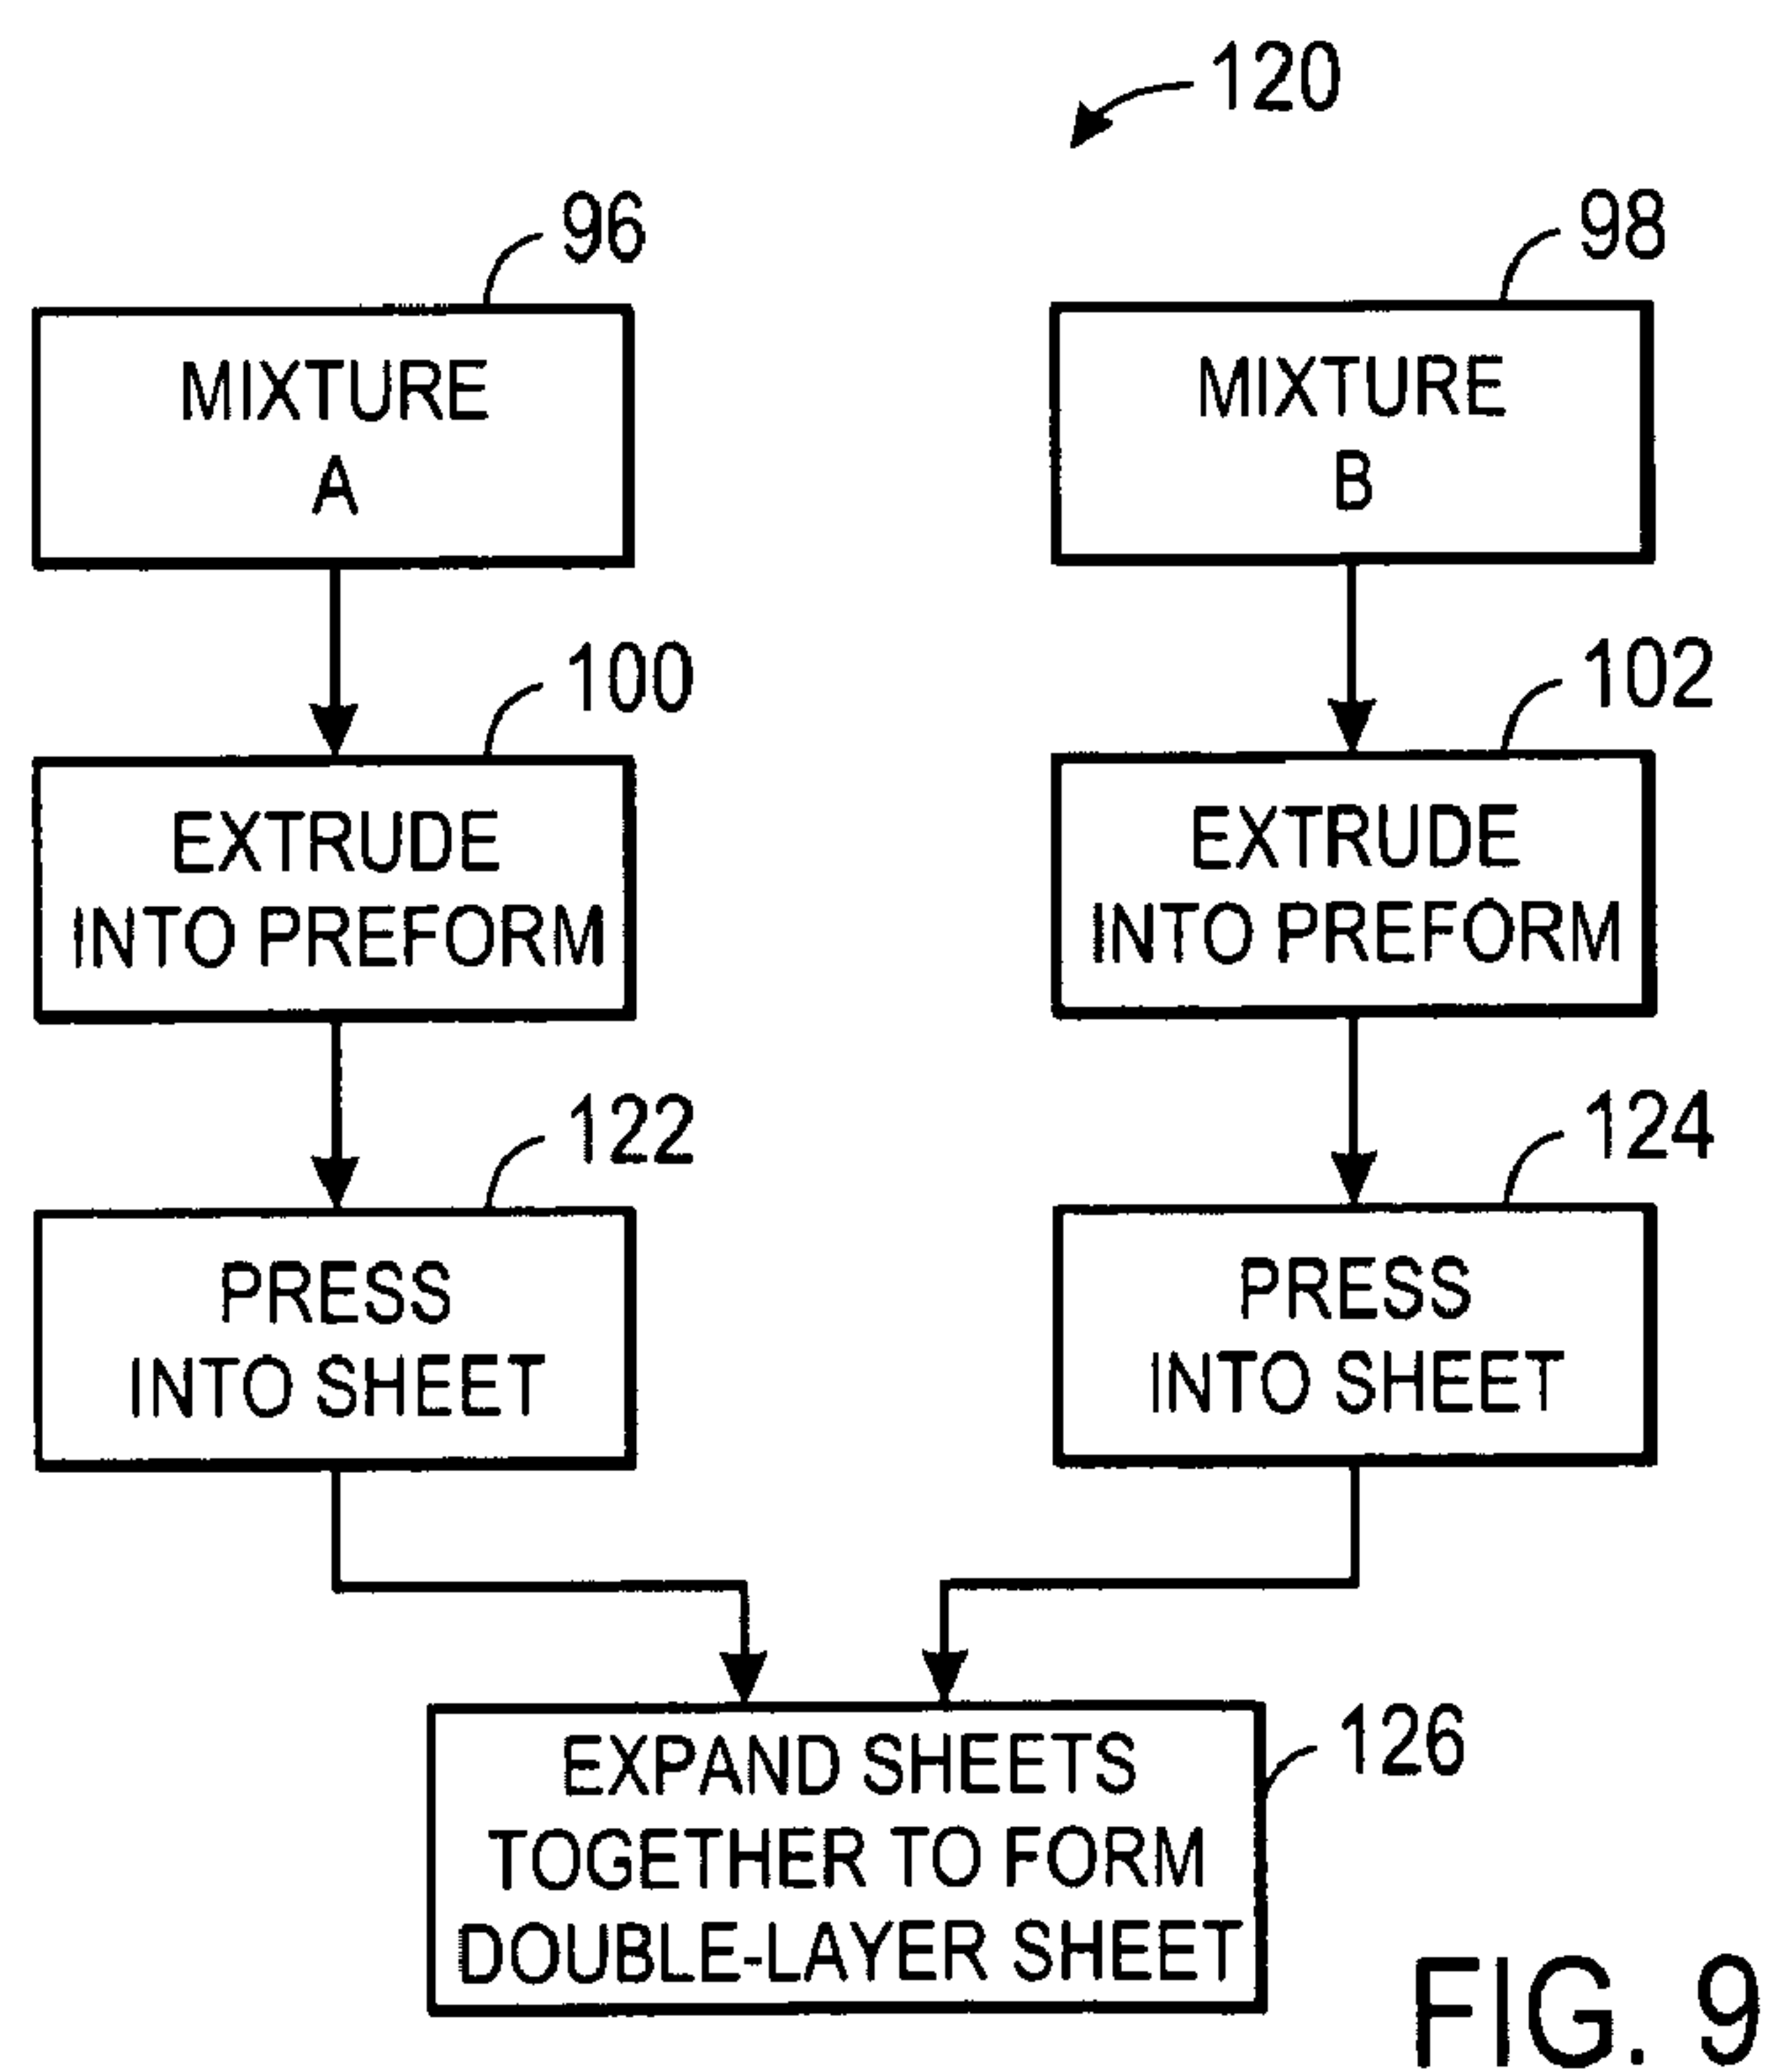 120
96
98
MIXTURE
A
MIXTURE
B
100
102
EXTRUDE
INTO PREFORM
EXTRUDE
INTO PREFORM
122
124
PRESS
INTO SHEET
PRESS
INTO SHEET
126
EXPAND SHEETS
TOGETHER TO FORM
DOUBLE-LAYER SHEET
FIG. 9